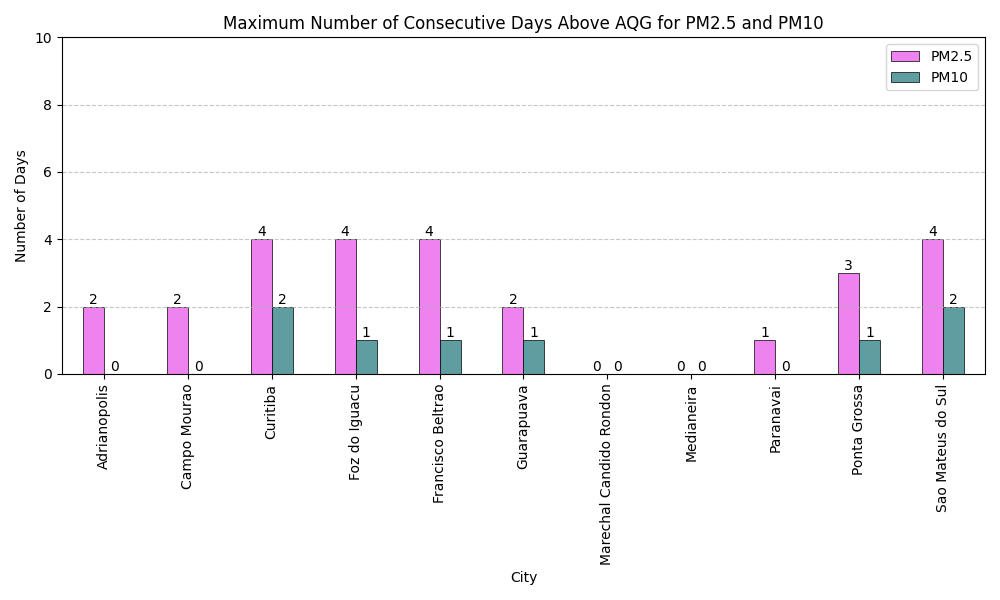 Maximum Number of Consecutive Days Above AQG for PM2.5 and PM10
10
8
6
4
2
0
Number of Days
PM2.5
PM10
2 0
2 0
4 2
4 1
4 1
2 1
0 0
0 0
1 0
3 1
4 2
Adrianopolis
Campo Mourao
Curitiba
Foz do Iguacu
Francisco Beltrao
Guarapuava
Marechal Candido Rondon
Medianeira
Paranavai
Ponta Grossa
Sao Mateus do Sul
City